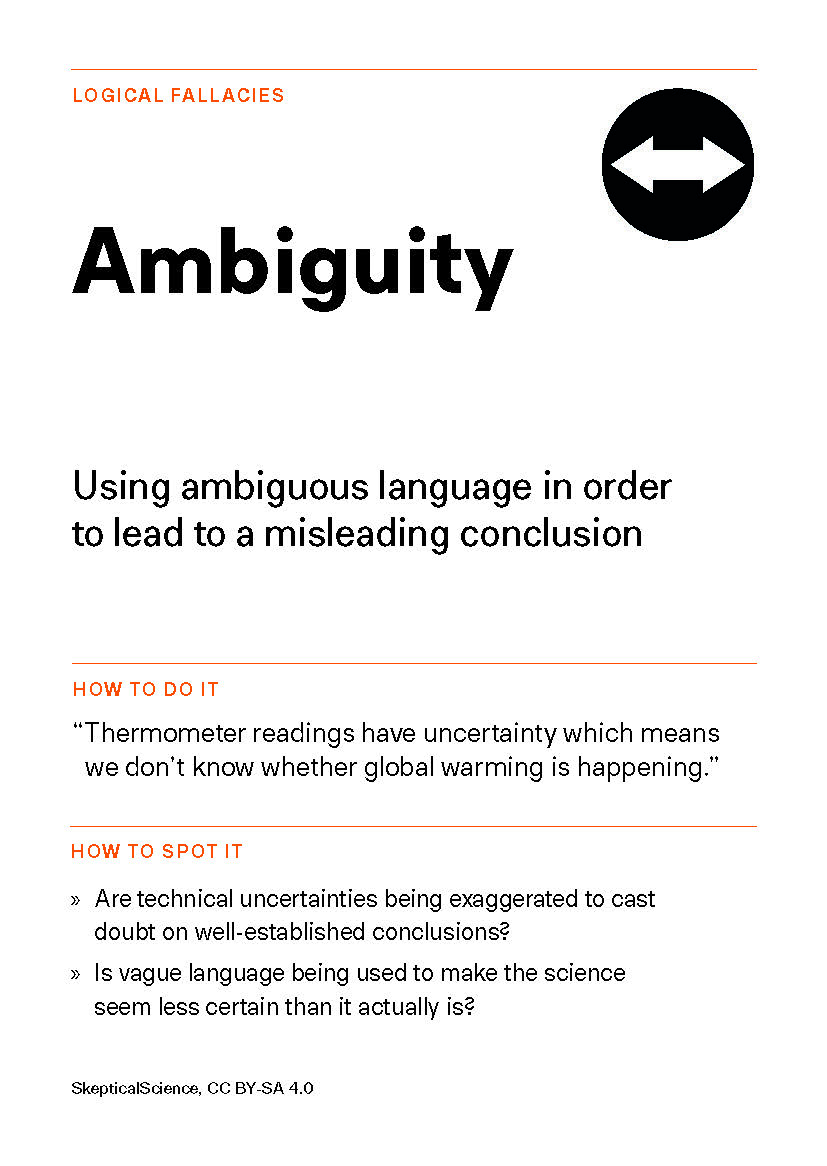 LOGICAL FALLACIES
Ambiguity
Using ambiguous language in order
to lead to a misleading conclusion
HOW TO DO IT
“Thermometer readings have uncertainty which means
we don’t know whether global warming is happening.”
HOW TO SPOT IT
» Are technical uncertainties being exaggerated to cast
doubt on well-established conclusions?
» Is vague language being used to make the science
seem less certain than it actually is?
SkepticalScience, CC BY-SA 4.0